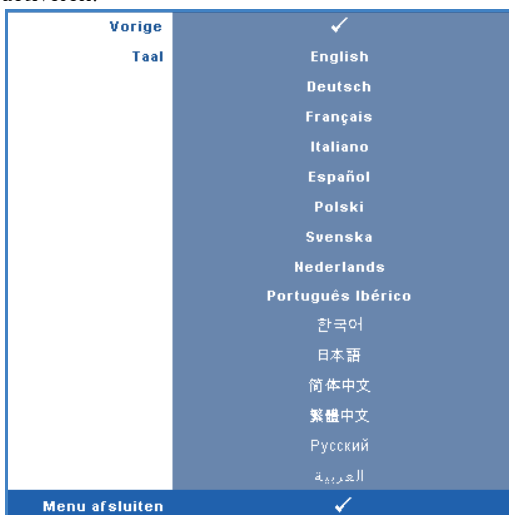 Vorige ✓
Taal English
Deutsch
Français
Italiano
Español
Polski
Svenska
Nederlands
Português Ibérico
한국어
日本語
简体中文
繁體中文
Русский
العربية
Menu afsluiten ✓